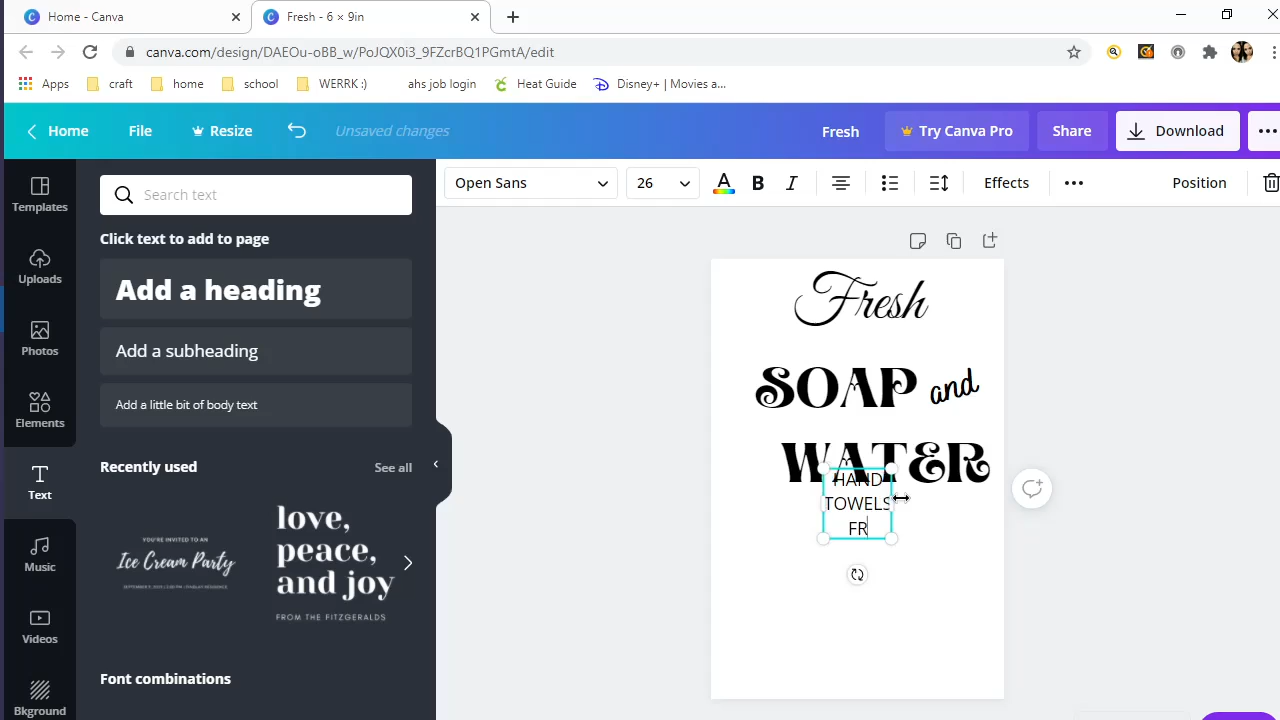 Home - Canva
Fresh - 6 × 9in
canva.com/design/DAEOu-oBB_w/PoJQX0i3_9FZcrBQ1PGmtA/edit
Apps craft home school WERRK :) ahs job login Heat Guide Disney+ | Movies a...
Home File Resize Unsaved changes Fresh Try Canva Pro Share Download
Open Sans 26 A B I Effects Position
Templates
Uploads
Photos
Elements
Text
Music
Videos
Bkground
Search text
Click text to add to page
Add a heading
Add a subheading
Add a little bit of body text
Recently used See all
YOU'RE INVITED TO AN
Ice Cream Party
love,
peace,
and joy
FROM THE FITZGERALDS
Font combinations
Fresh
SOAP and
WATER
HAND
TOWELS
FR